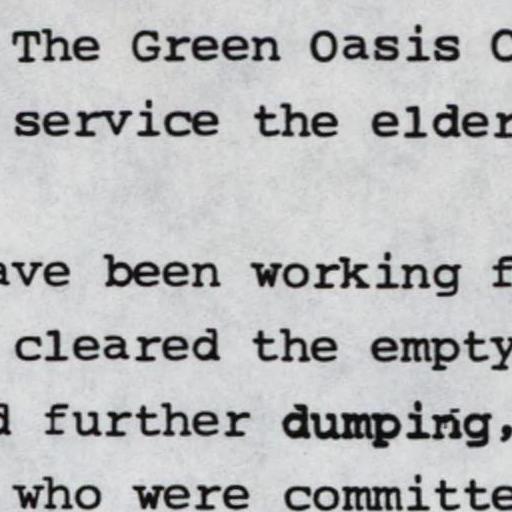 The Green Oasis C
service the elder
ave been working f
cleared the empty
d further dumping,
who were committe